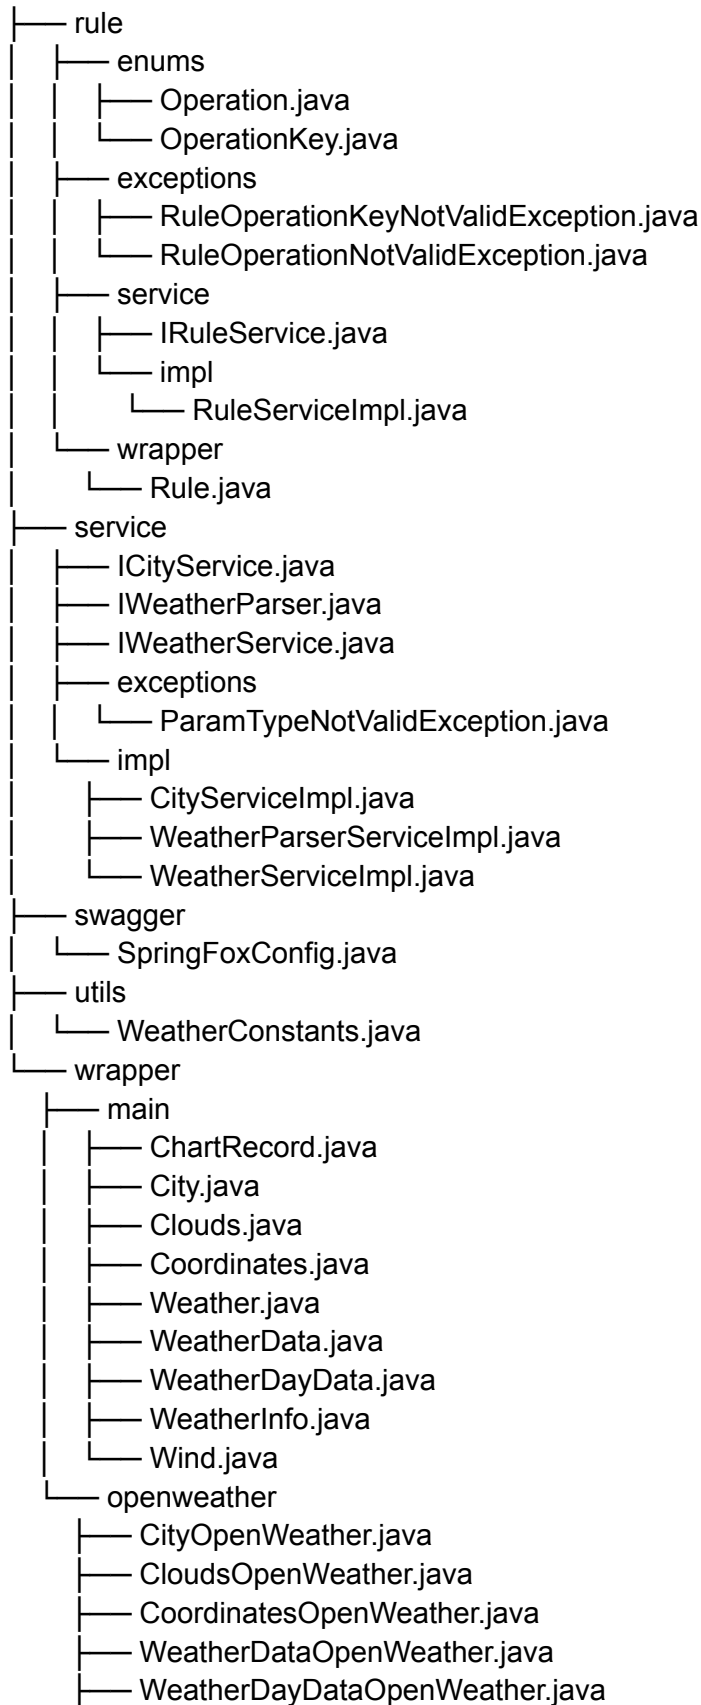 ├── rule
│   ├── enums
│   │   ├── Operation.java
│   │   └── OperationKey.java
│   ├── exceptions
│   │   ├── RuleOperationKeyNotValidException.java
│   │   └── RuleOperationNotValidException.java
│   ├── service
│   │   ├── IRuleService.java
│   │   └── impl
│   │       └── RuleServiceImpl.java
│   └── wrapper
│       └── Rule.java
├── service
│   ├── ICityService.java
│   ├── IWeatherParser.java
│   ├── IWeatherService.java
│   ├── exceptions
│   │   └── ParamTypeNotValidException.java
│   └── impl
│       ├── CityServiceImpl.java
│       ├── WeatherParserServiceImpl.java
│       └── WeatherServiceImpl.java
├── swagger
│   └── SpringFoxConfig.java
├── utils
│   └── WeatherConstants.java
└── wrapper
    ├── main
    │   ├── ChartRecord.java
    │   ├── City.java
    │   ├── Clouds.java
    │   ├── Coordinates.java
    │   ├── Weather.java
    │   ├── WeatherData.java
    │   ├── WeatherDayData.java
    │   ├── WeatherInfo.java
    │   └── Wind.java
    └── openweather
        ├── CityOpenWeather.java
        ├── CloudsOpenWeather.java
        ├── CoordinatesOpenWeather.java
        ├── WeatherDataOpenWeather.java
        ├── WeatherDayDataOpenWeather.java